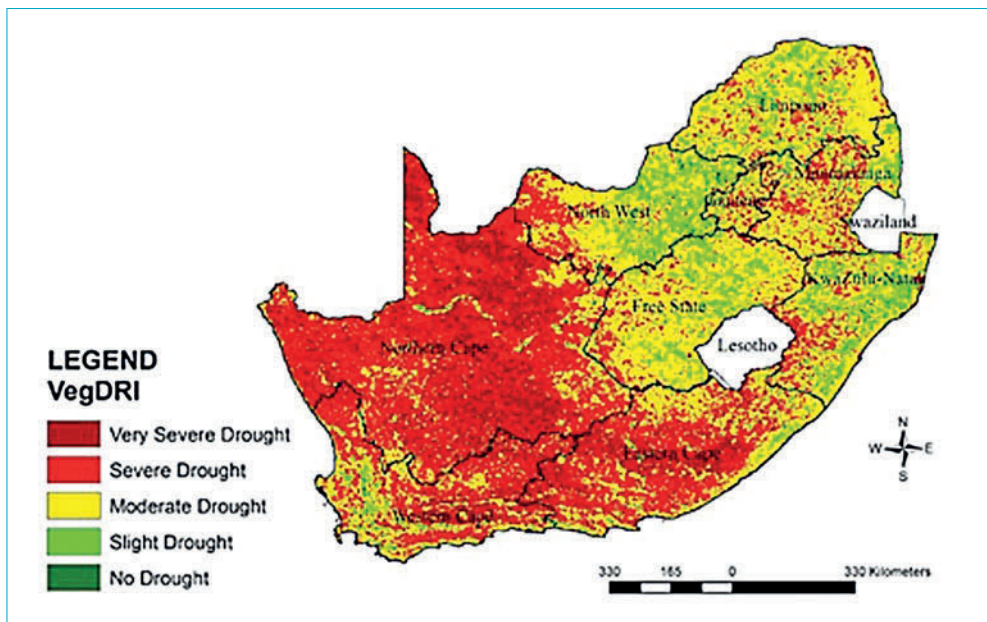 Limpopo
Mpumalanga
North West
Gauteng
Swaziland
KwaZulu-Natal
Free State
Lesotho
Northern Cape
Eastern Cape
Western Cape
LEGEND
VegDRI
Very Severe Drought
Severe Drought
Moderate Drought
Slight Drought
No Drought
N
W E
S
330 165 0 330 Kilometers